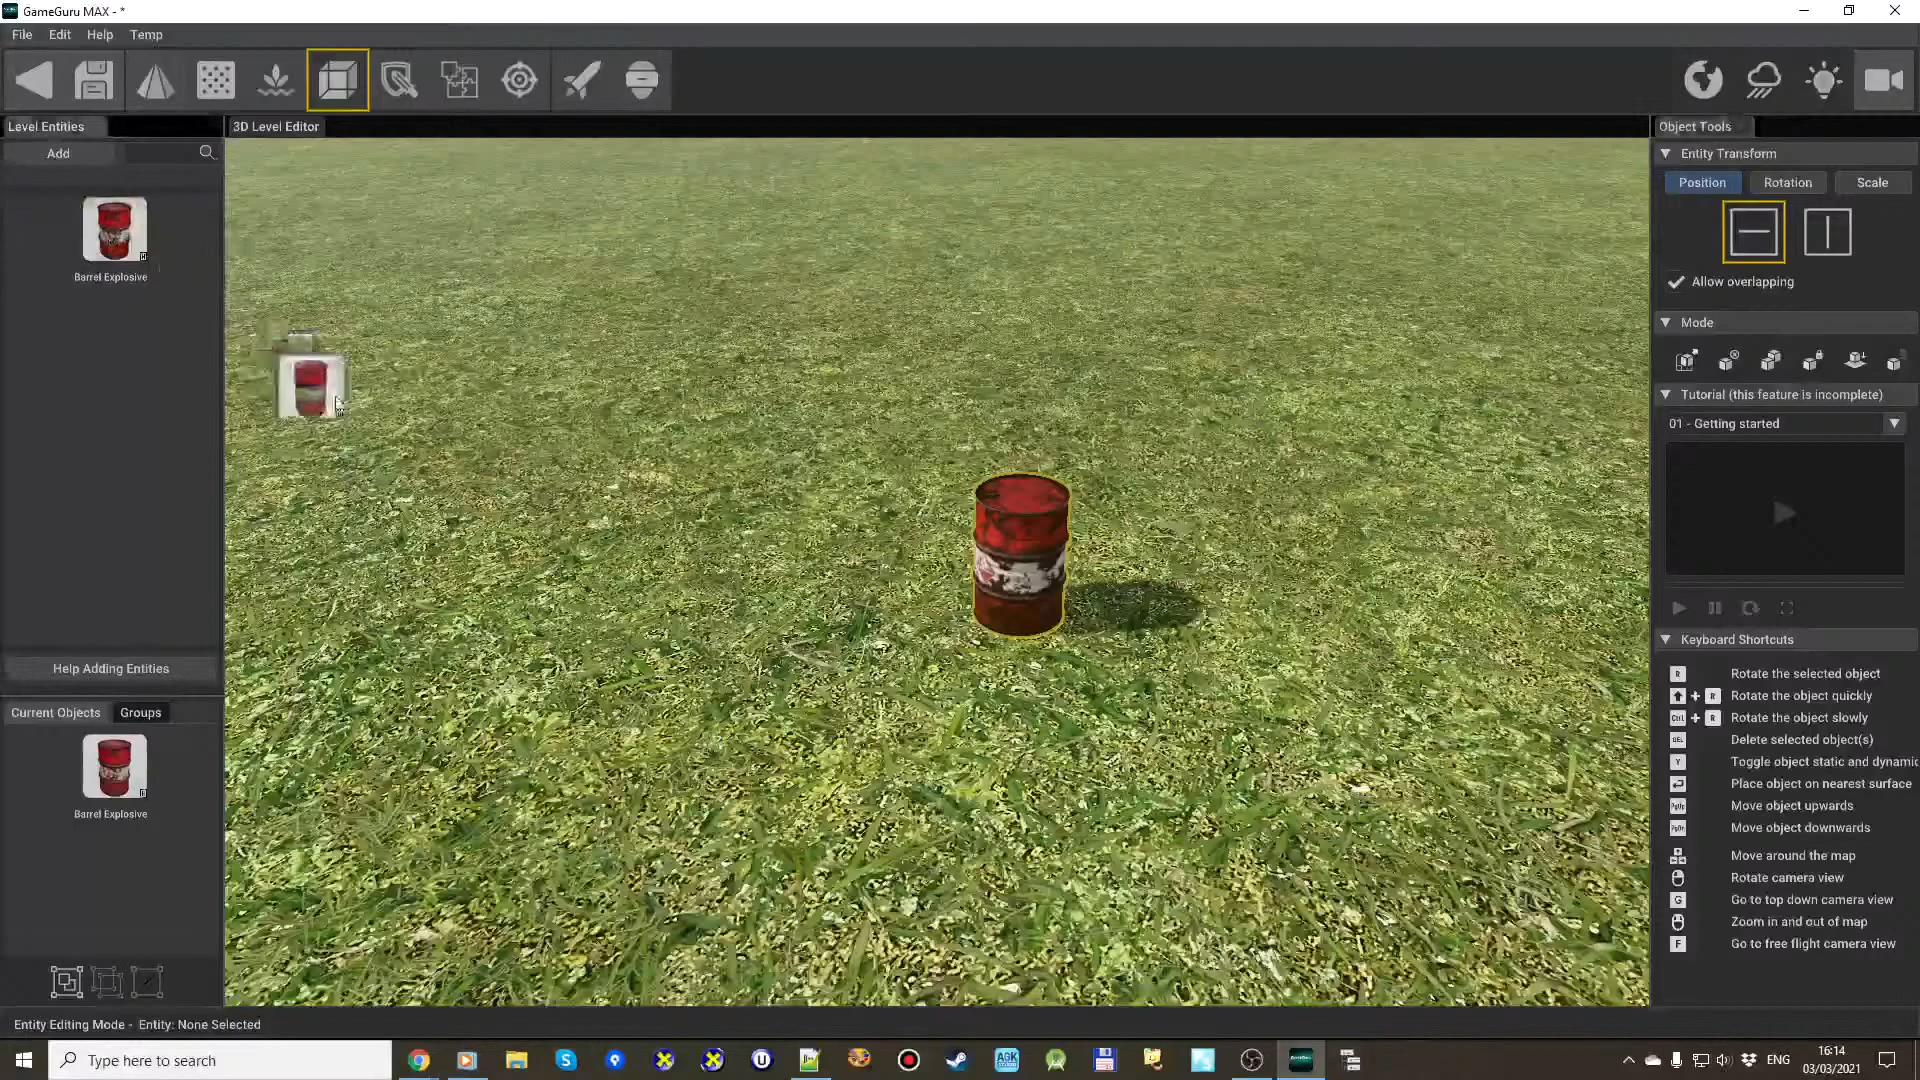 GameGuru MAX - *
File Edit Help Temp
Level Entities
3D Level Editor
Object Tools
Add
Entity Transform
Position Rotation Scale
Barrel Explosive
Allow overlapping
Mode
Tutorial (this feature is incomplete)
01 - Getting started
Help Adding Entities
Keyboard Shortcuts
R Rotate the selected object
+ R Rotate the object quickly
Current Objects Groups
Ctrl + R Rotate the object slowly
DEL Delete selected object(s)
Y Toggle object static and dynamic
Place object on nearest surface
PgUp Move object upwards
Barrel Explosive
PgDn Move object downwards
Move around the map
Rotate camera view
G Go to top down camera view
Zoom in and out of map
F Go to free flight camera view
Entity Editing Mode - Entity: None Selected
Type here to search
AGK
ENG
16:14
03/03/2021